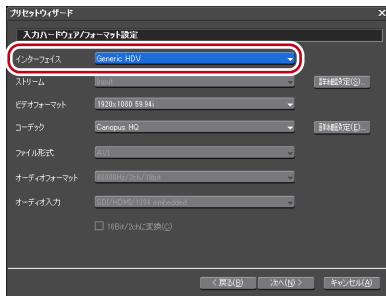 プリセットウィザード
入力ハードウェア/フォーマット設定
インターフェイス Generic HDV
ストリーム Input 詳細設定(S)...
ビデオフォーマット 1920x1080 59.94i
コーデック Canopus HQ 詳細設定(E)...
ファイル形式 AVI
オーディオフォーマット 48000Hz/2ch/16bit
オーディオ入力 SDI/HDMI/1394 embedded
16Bit/2chに変換(C)
< 戻る(B) 次へ(N) > キャンセル(A)